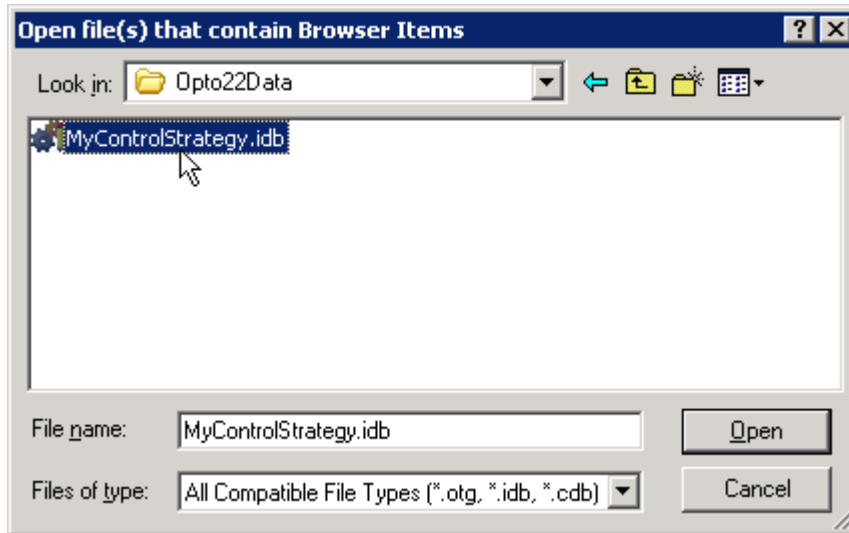 Open file(s) that contain Browser Items
Look in: Opto22Data
MyControlStrategy.idb
File name: MyControlStrategy.idb Open
Files of type: All Compatible File Types (*.otg, *.idb, *.cdb) Cancel